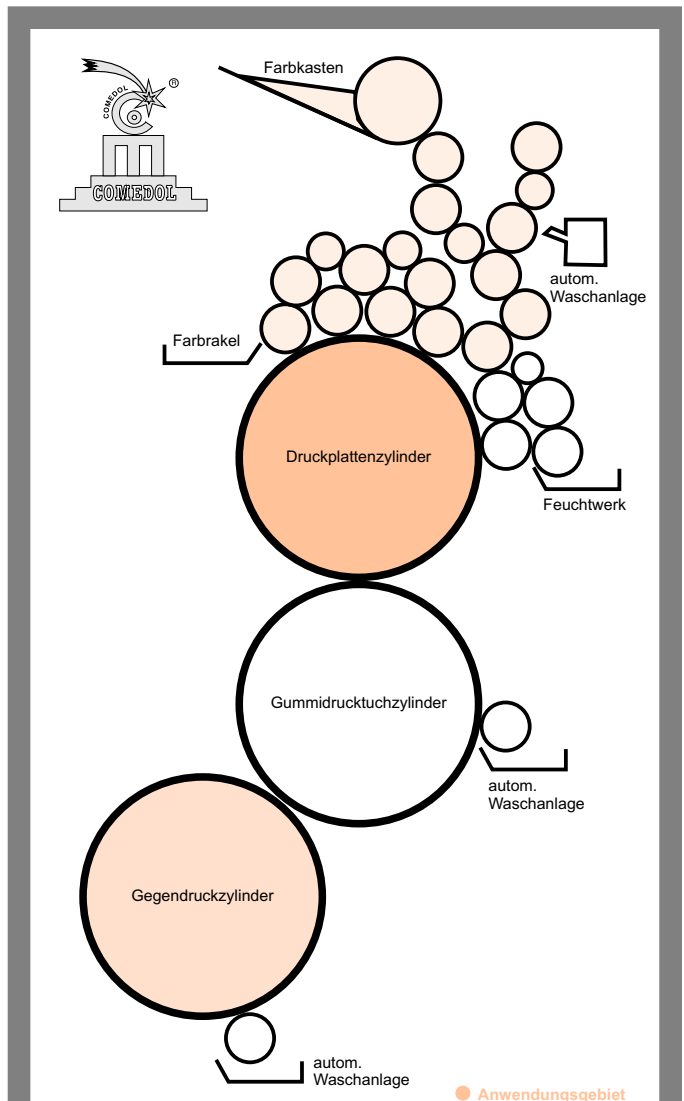 Farbkasten
COMEDOL
®
COMEDOL
autom.
Waschanlage
Farbrakel
Druckplattenzylinder
Feuchtwerk
Gummidrucktuchzylinder
autom.
Waschanlage
Gegendruckzylinder
autom.
Waschanlage
Anwendungsgebiet